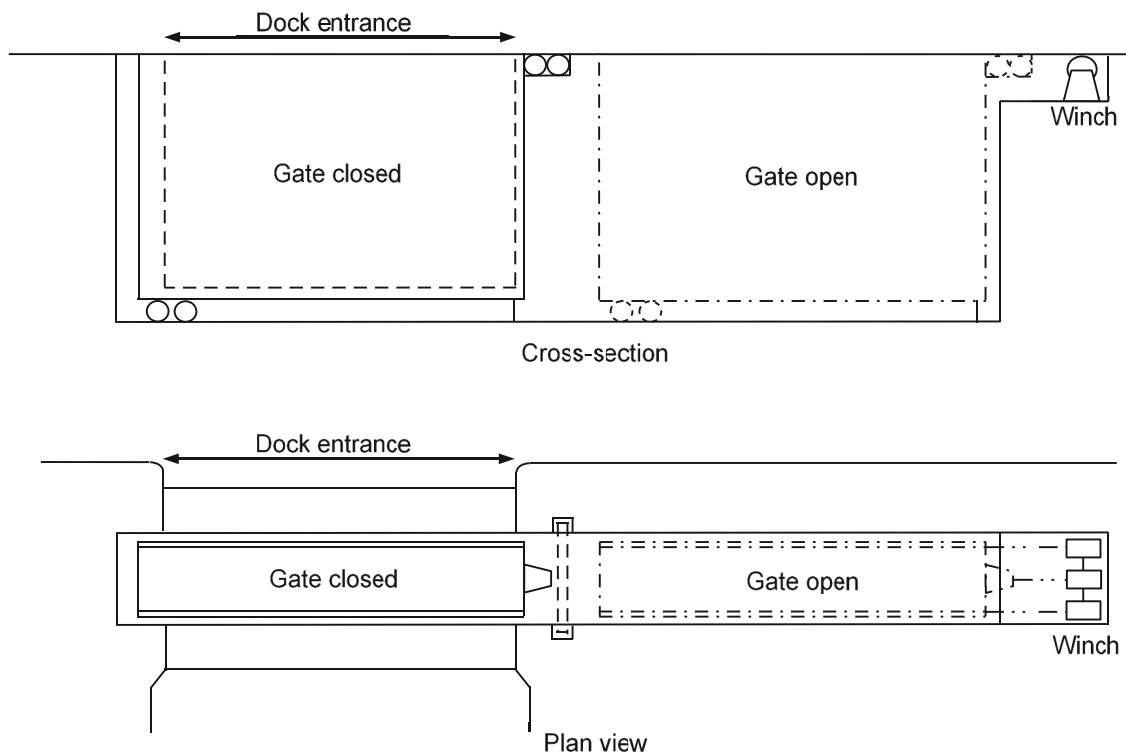 Dock entrance
Winch
Gate closed
Gate open
Cross-section
Dock entrance
Gate closed
Gate open
Winch
Plan view